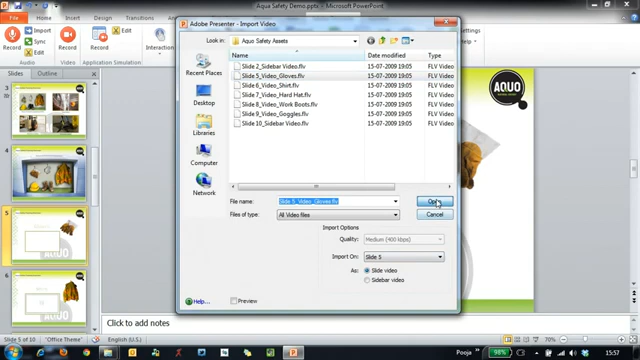 Aqua Safety Demo.pptx - Microsoft PowerPoint
File
Home
Import
Sync
Edit
Record
Record
Record
Edit
Interaction
Audio
Application Simulation
Settings
Slides
Outline
3
4
5
6
Adobe Presenter - Import Video
Look in:
Aquo Safety Assets
Name
Date modified
Type
Slide 2_Sidebar Video.flv 15-07-2009 19:05 FLV Video
Slide 5_Video_Gloves.flv 15-07-2009 19:05 FLV Video
Slide 6_Video_Shirt.flv 15-07-2009 19:05 FLV Video
Slide 7_Video_Hard Hat.flv 15-07-2009 19:05 FLV Video
Slide 8_Video_Work Boots.flv 15-07-2009 19:05 FLV Video
Slide 9_Video_Goggles.flv 15-07-2009 19:05 FLV Video
Slide 10_Sidebar Video.flv 15-07-2009 19:05 FLV Video
Recent Places
Desktop
Libraries
Computer
Network
File name:
Slide 5_Video_Gloves.flv
Open
Files of type:
All Video files
Cancel
Import Options
Quality:
Medium (400 kbps)
Import On:
Slide 5
As:
Slide video
Sidebar video
Help...
Preview
AQUO
Click to add notes
Slide 5 of 10
"Office Theme"
English (U.S.)
98%
Pooja
15:57